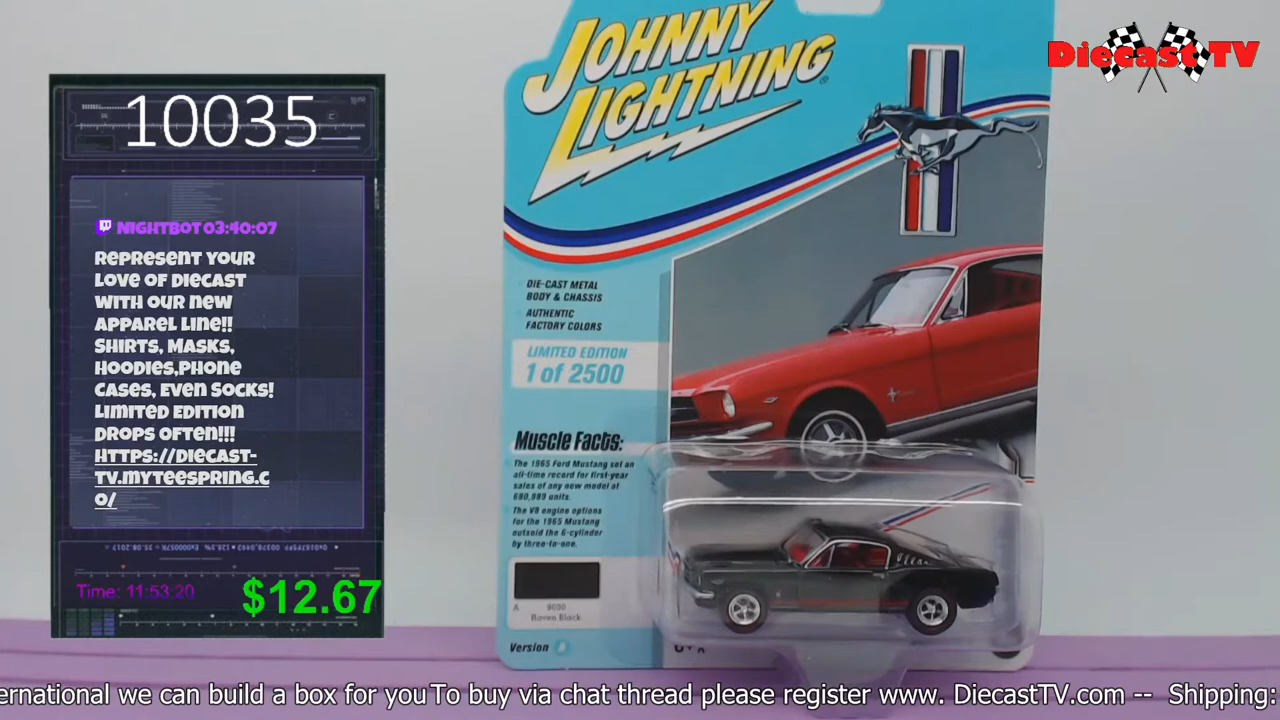 10035
NIGHTBOT 03:40:07
Represent your
love of diecast
with our new
apparel line!!
Shirts, Masks,
Hoodies,Phone
Cases, Even Socks!
Limited Edition
Drops Often!!!
https://diecast-
tv.myteespring.c
o/
Time: 11:53:20
$12.67
JOHNNY
LIGHTNING
DIE-CAST METAL
BODY & CHASSIS
AUTHENTIC
FACTORY COLORS
LIMITED EDITION
1 of 2500
Muscle Facts:
The 1965 Ford Mustang set an
all-time record for first-year
sales of any new model at
680,989 units.
The V8 engine options
for the 1965 Mustang
outsold the 6-cylinder
by three-to-one.
A
9000
Raven Black
Version A
Diecast TV
ernational we can build a box for you To buy via chat thread please register www. DiecastTV.com -- Shipping: